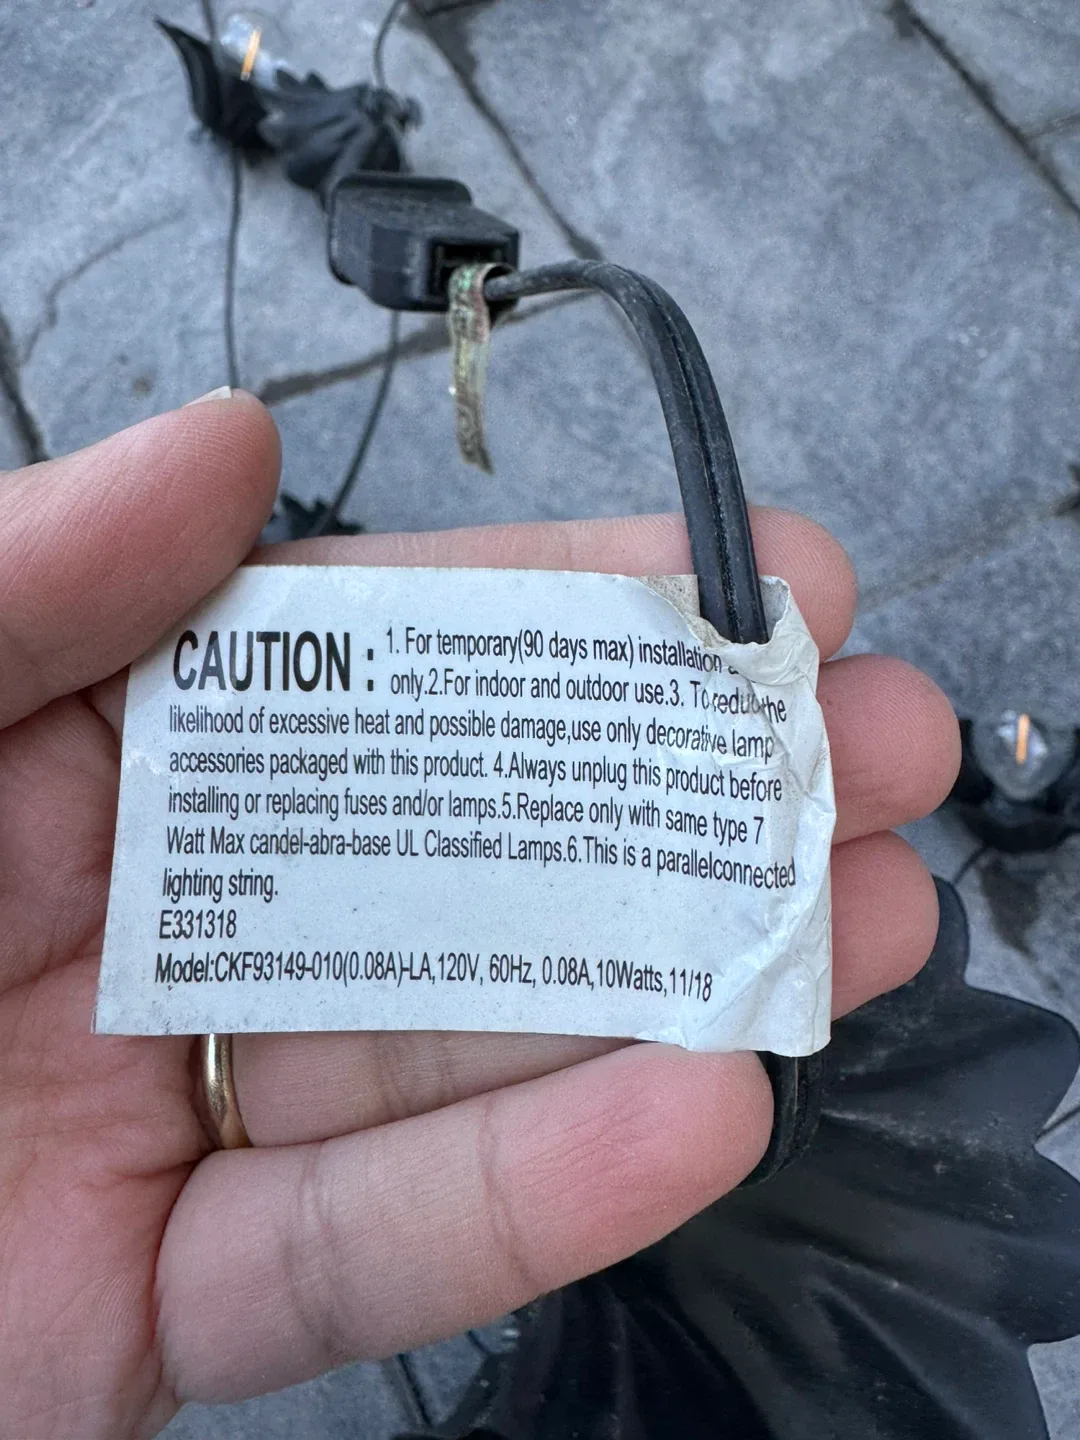 CAUTION : 1. For temporary(90 days max) installation
only.2.For indoor and outdoor use.3. To reduce the
likelihood of excessive heat and possible damage,use only decorative lamp
accessories packaged with this product. 4.Always unplug this product before
installing or replacing fuses and/or lamps.5.Replace only with same type 7
Watt Max candel-abra-base UL Classified Lamps.6.This is a parallelconnected
lighting string.
E331318
Model:CKF93149-010(0.08A)-LA,120V, 60Hz, 0.08A,10Watts,11/18